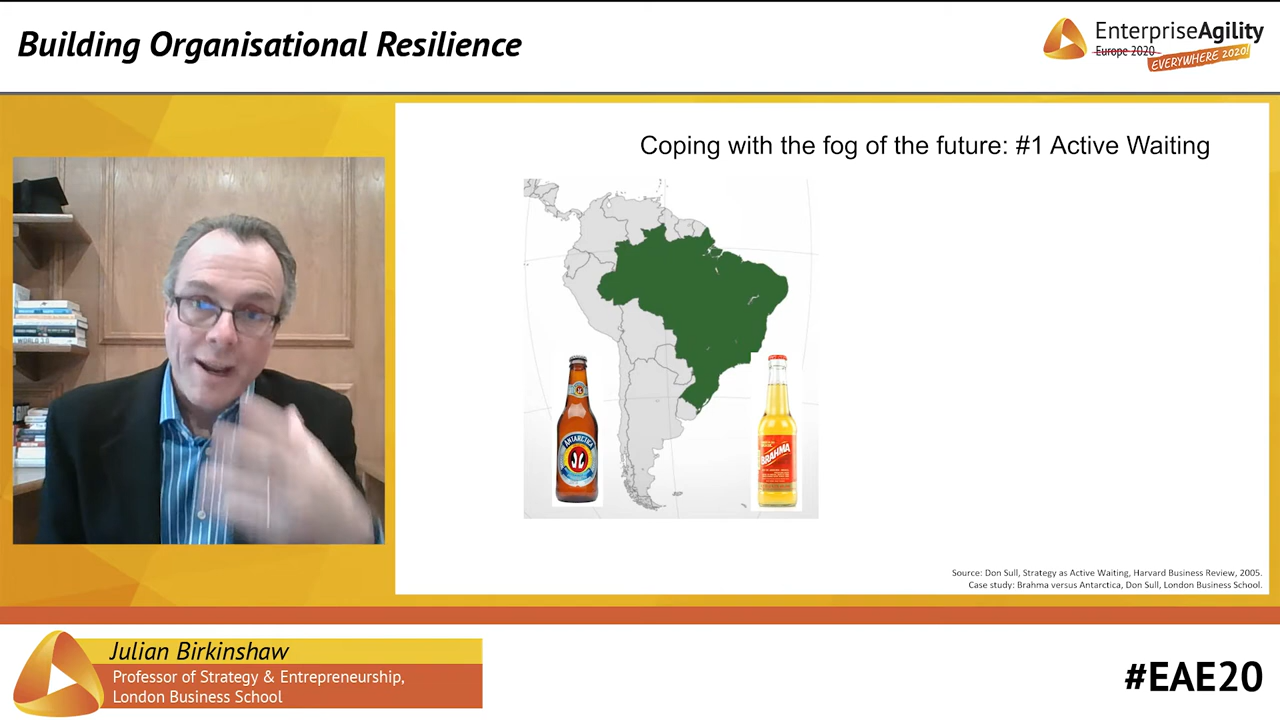 Building Organisational Resilience
EnterpriseAgility
Europe 2020
EVERYWHERE 2020!
Coping with the fog of the future: #1 Active Waiting
ANTARCTICA
BRAHMA
Source: Don Sull, Strategy as Active Waiting, Harvard Business Review, 2005.
Case study: Brahma versus Antarctica, Don Sull, London Business School.
Julian Birkinshaw
Professor of Strategy & Entrepreneurship,
London Business School
#EAE20